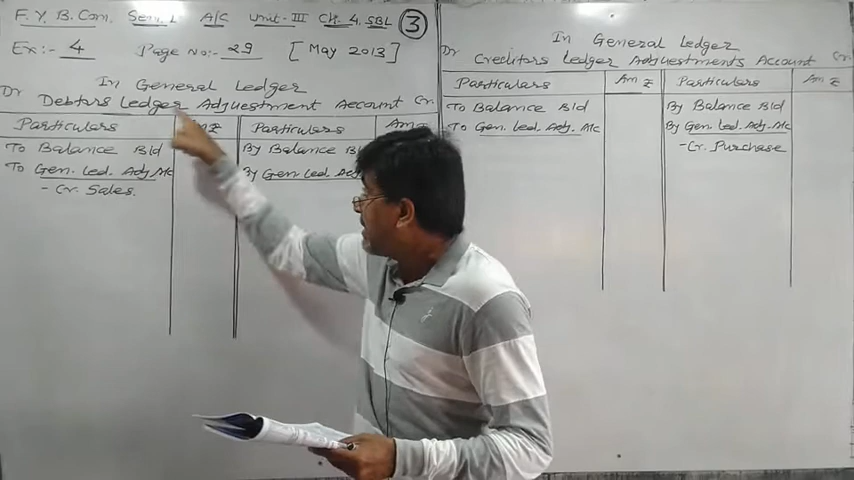 F. Y. B. Com. Sem. I A/C Unit-III Ch. 4. SBL 3
Ex:- 4 Page No:- 29 [May 2013]
In General Ledger
Dr Debtors Ledger Adjuestment Account Cr.
Particulars Am ₹ Particulars Am ₹
To Balance B/d By Balance B/
To Gen. Led. Adj. A/c By Gen. Led. Adj
- Cr. Sales.
In General Ledger
Dr Creditors Ledger Adjuestments Account Cr.
Particulars Am ₹ Particulars Am ₹
To Balance B/d By Balance B/d
To Gen. Led. Adj. A/c By Gen. Led. Adj. A/c
- Cr. Purchase